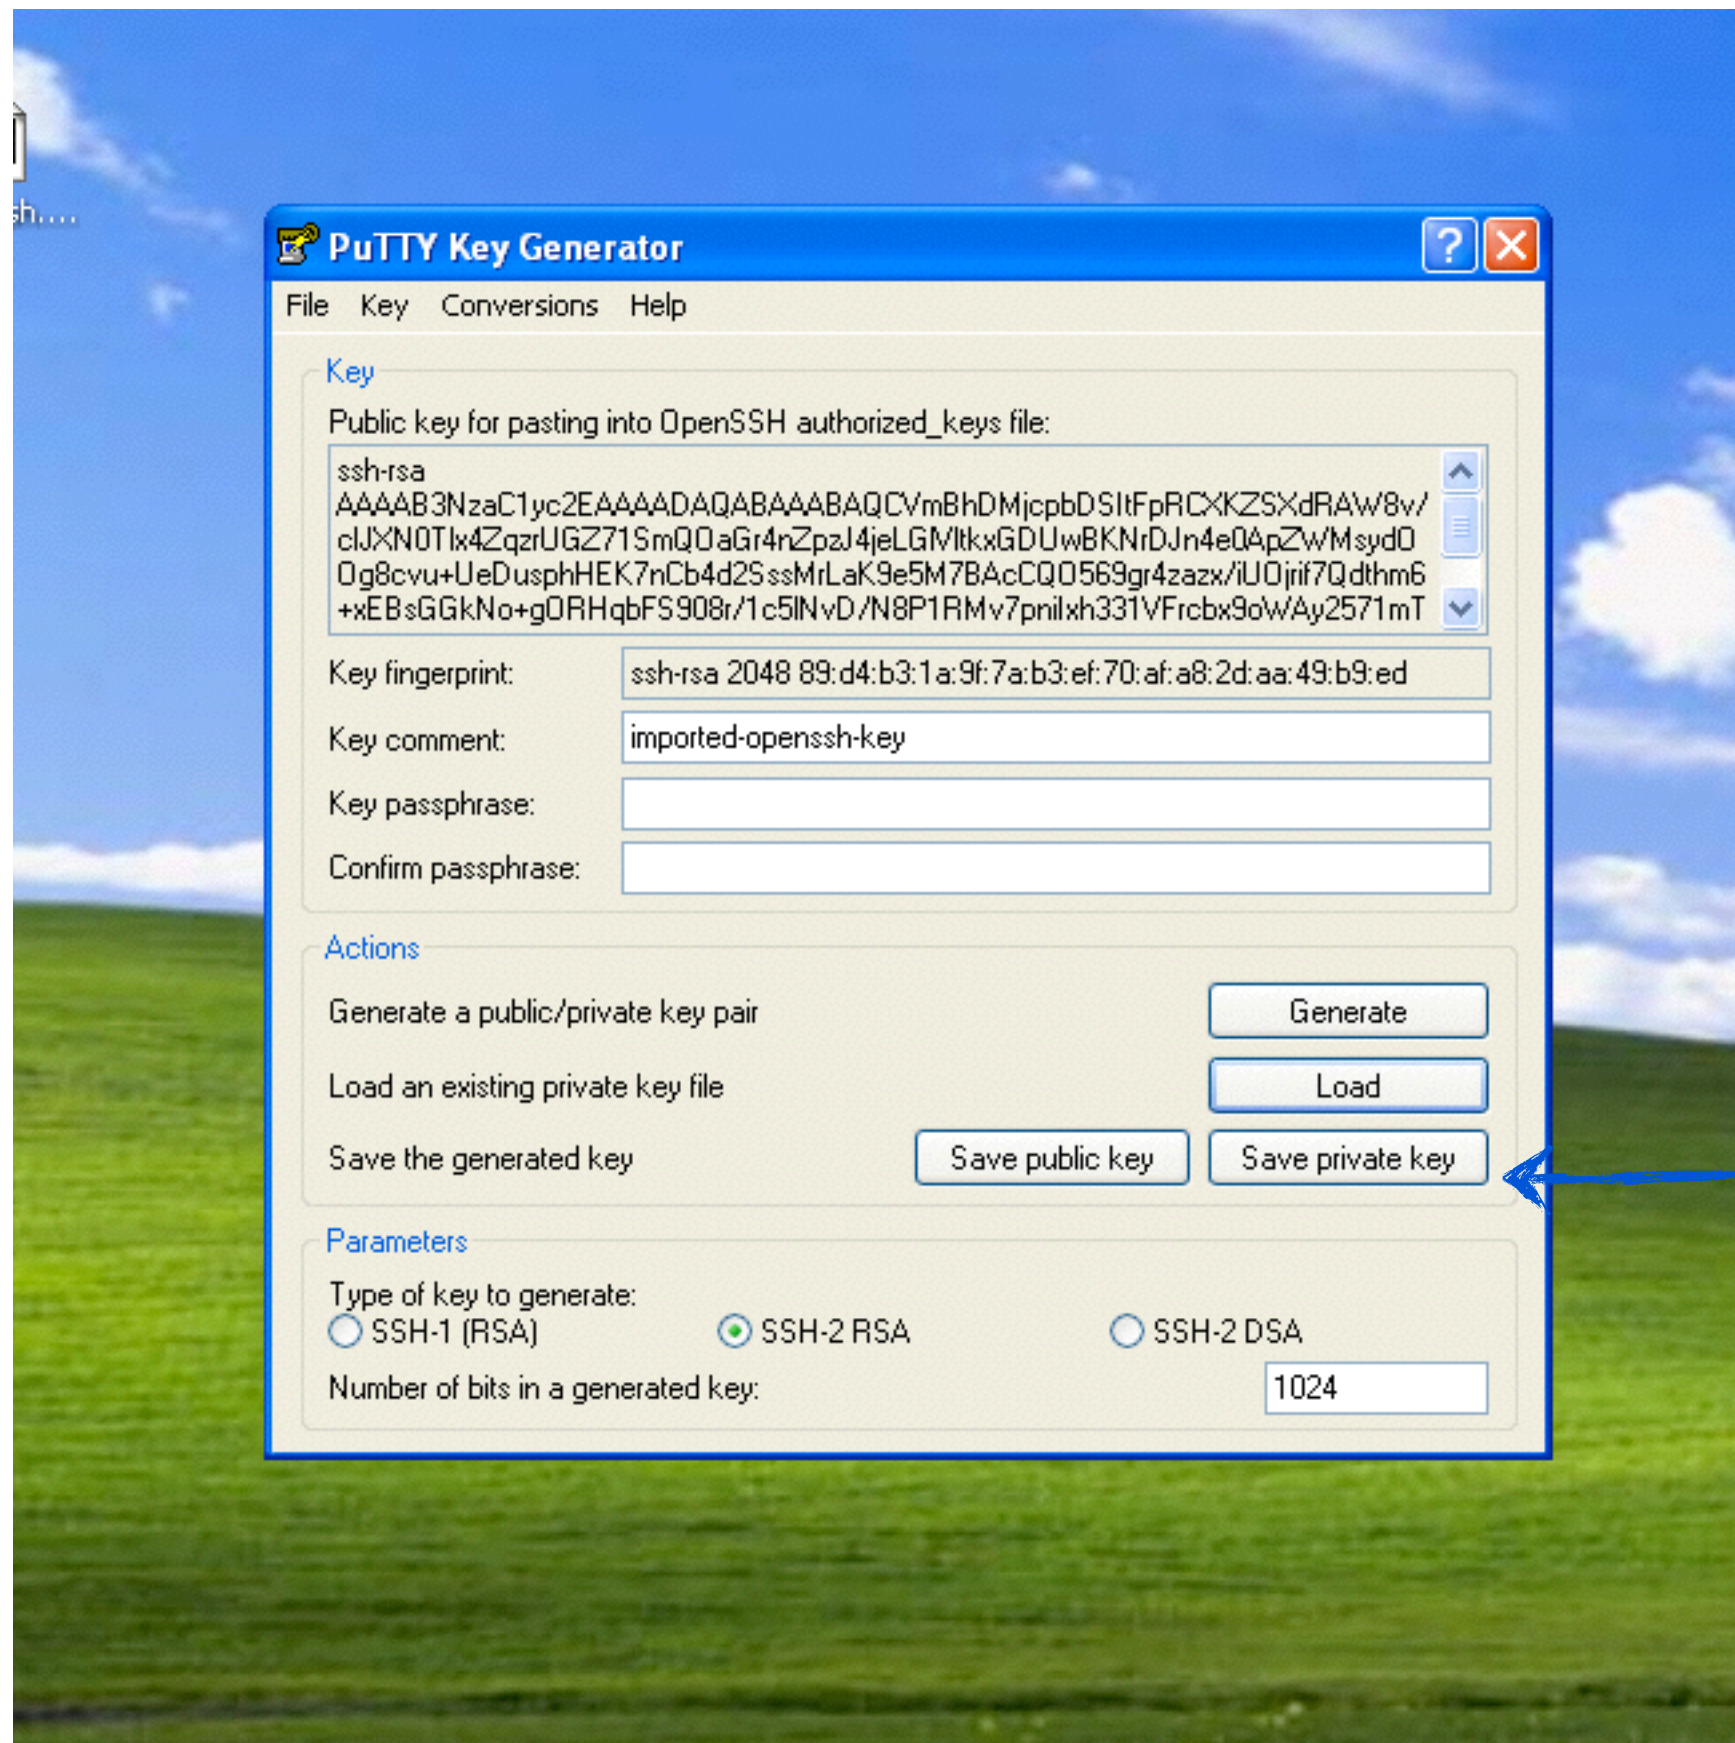 sh....
PuTTY Key Generator
File Key Conversions Help
Key
Public key for pasting into OpenSSH authorized_keys file:
ssh-rsa
AAAAB3NzaC1yc2EAAAADAQABAAABAQCVmBhDMjcpbDSItFpRCXKZSXdRAW8v/
clJXN0TIx4ZqzrUGZ71SmQOaGr4nZpzJ4jeLGMItkxGDUwBKNrDJn4e0ApZWMsydO
Og8cvu+UeDusphHEK7nCb4d2SssMrLaK9e5M7BAcCQO569gr4zazx/iUOjrif7Qdthm6
+xEBsGGkNo+gORHqbFS908r/1c5lNvD/N8P1RMv7pnilxh331VFrcbx9oWAy2571mT
Key fingerprint: ssh-rsa 2048 89:d4:b3:1a:9f:7a:b3:ef:70:af:a8:2d:aa:49:b9:ed
Key comment: imported-openssh-key
Key passphrase:
Confirm passphrase:
Actions
Generate a public/private key pair Generate
Load an existing private key file Load
Save the generated key Save public key Save private key
Parameters
Type of key to generate:
SSH-1 (RSA) SSH-2 RSA SSH-2 DSA
Number of bits in a generated key: 1024